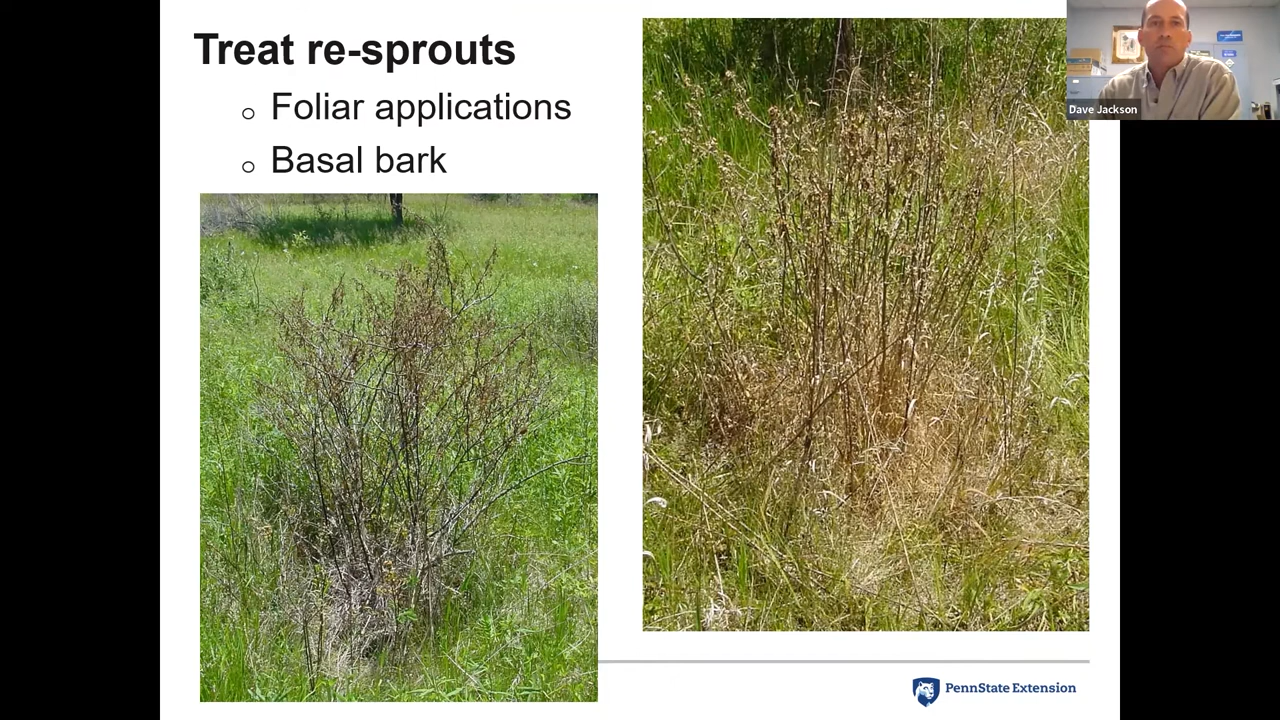 Treat re-sprouts
Foliar applications
Basal bark
Dave Jackson
PennState Extension